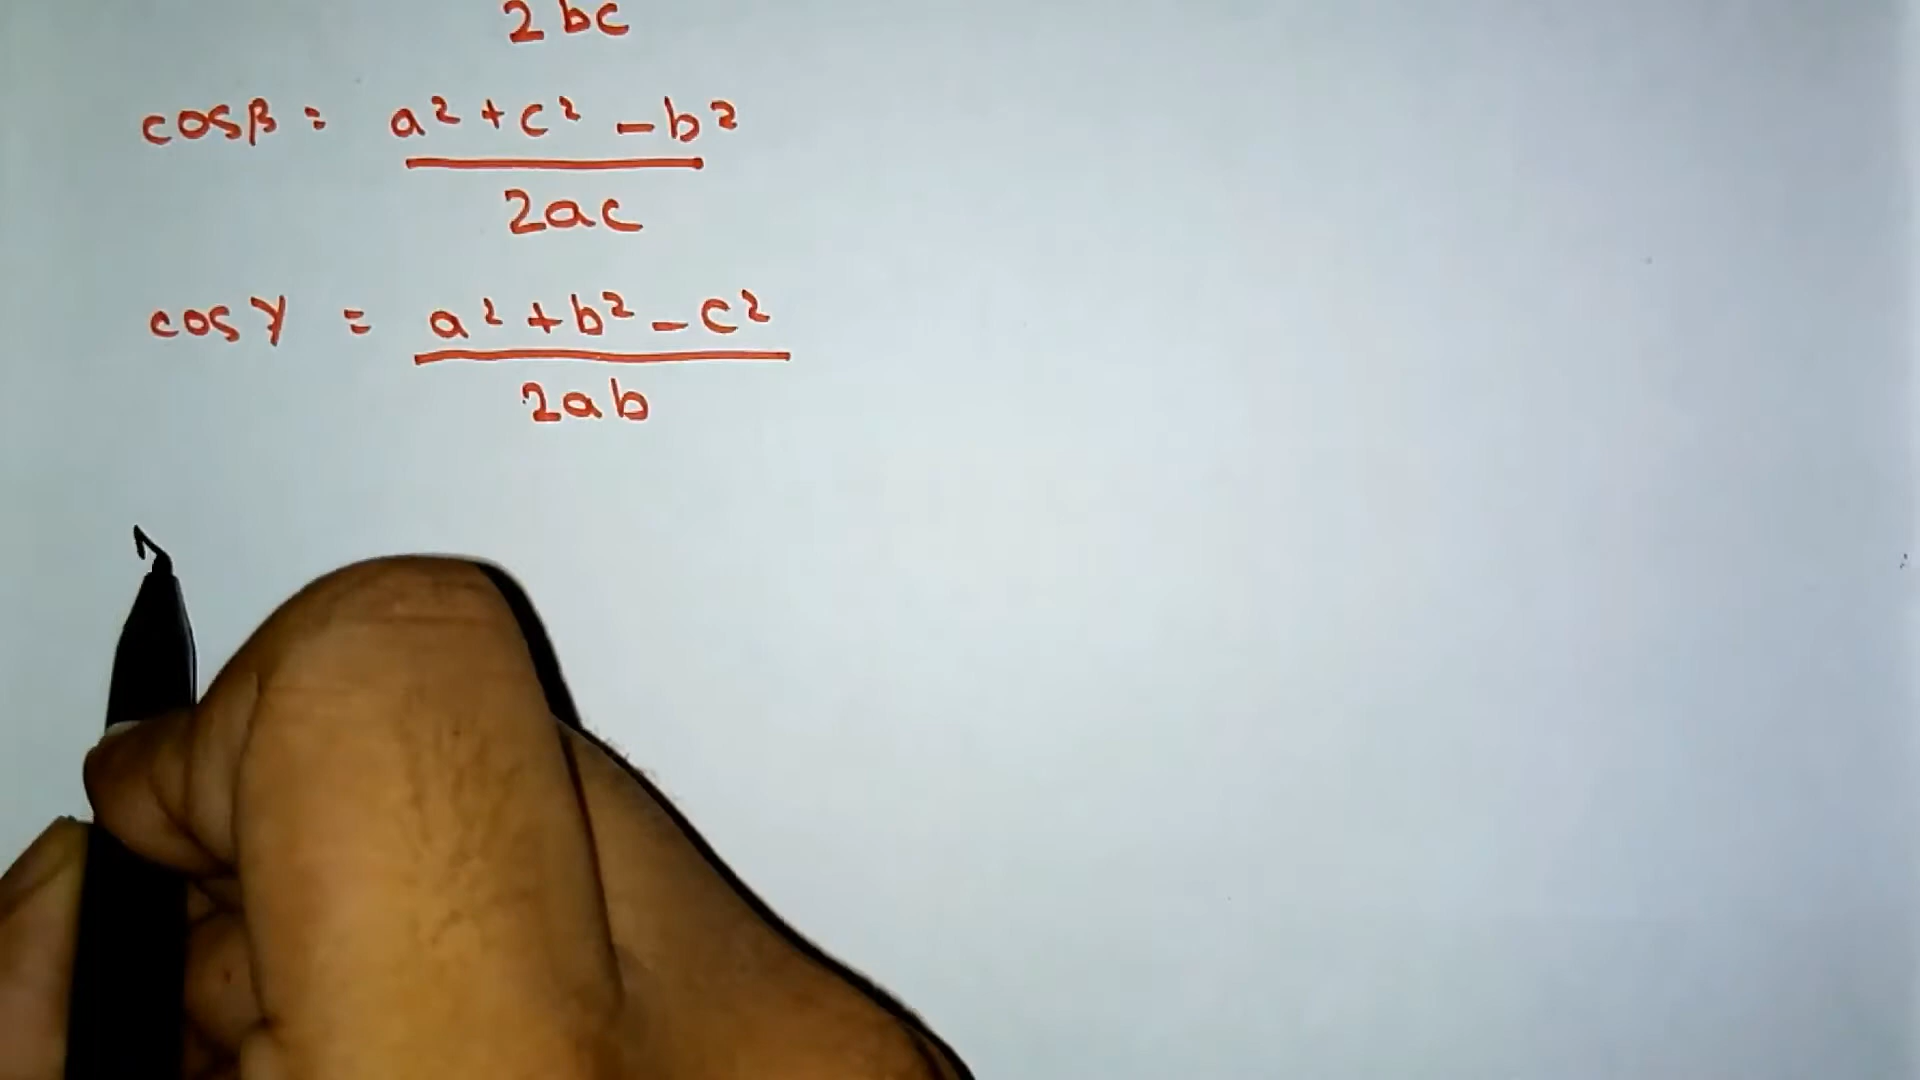 2bc
cosβ = a² + c² - b²
2ac
cosγ = a² + b² - c²
2ab